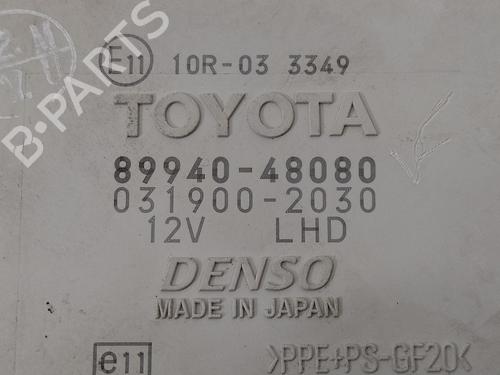 E11 10R-03 3349
TOYOTA
89940-48080
031900-2030
12V LHD
DENSO
MADE IN JAPAN
e11 >PPE+PS-GF20<
B-PARTS